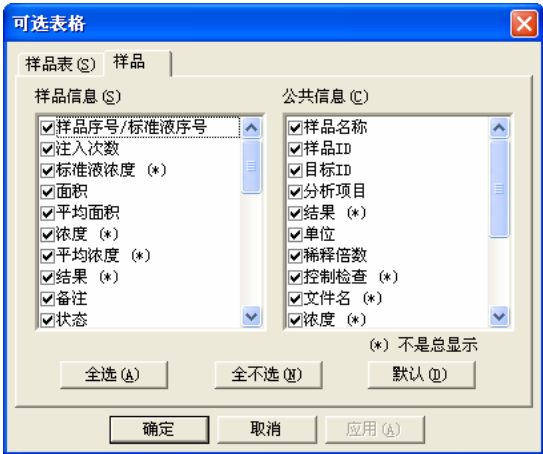 可选表格
样品表(S) 样品
样品信息(S)
样品序号/标准液序号
注入次数
标准液浓度 (*)
面积
平均面积
浓度 (*)
平均浓度 (*)
结果 (*)
备注
状态
公共信息(C)
样品名称
样品ID
目标ID
分析项目
结果 (*)
单位
稀释倍数
控制检查 (*)
文件名 (*)
浓度 (*)
(*) 不是总显示
全选(A) 全不选(N) 默认(D)
确定 取消 应用(A)